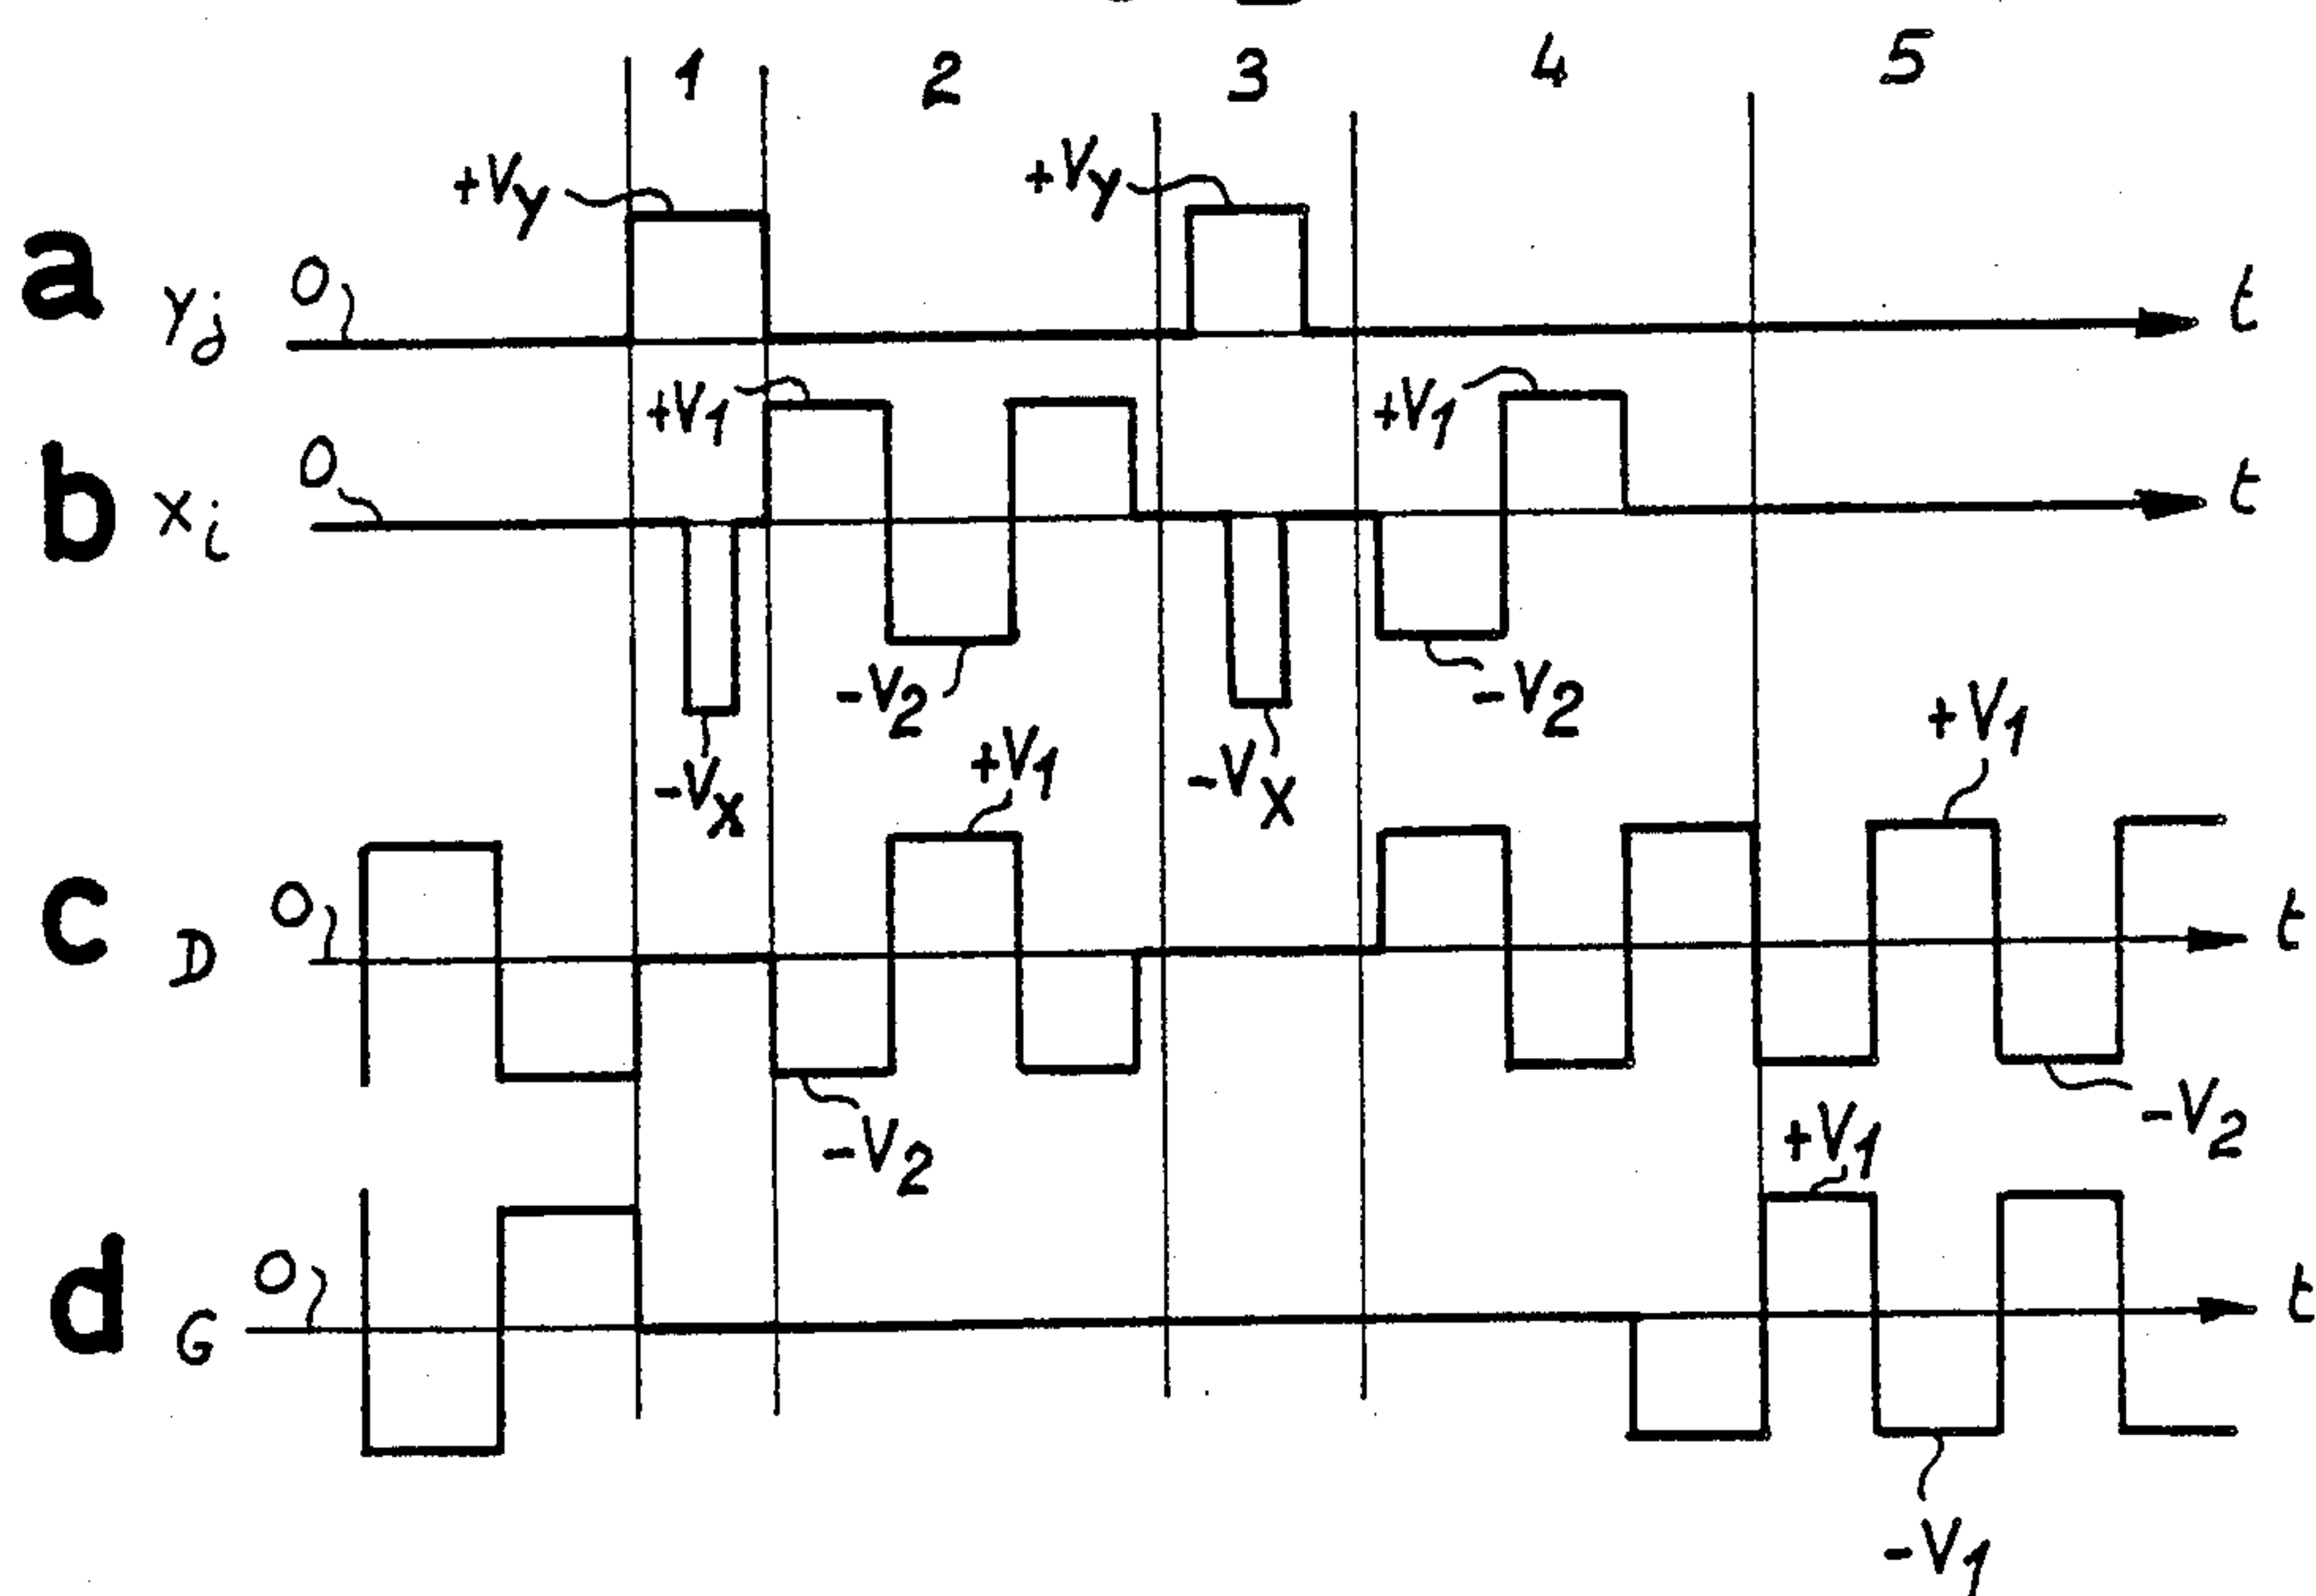 1 2 3 4 5
+Vy +Vy
a Yj 0 t
+V1 +V1
b Xi 0 t
-V2 -V2
-Vx -Vx
+V1 +V1
c D 0 t
-V2 -V2
+V1
d G 0 t
-V1